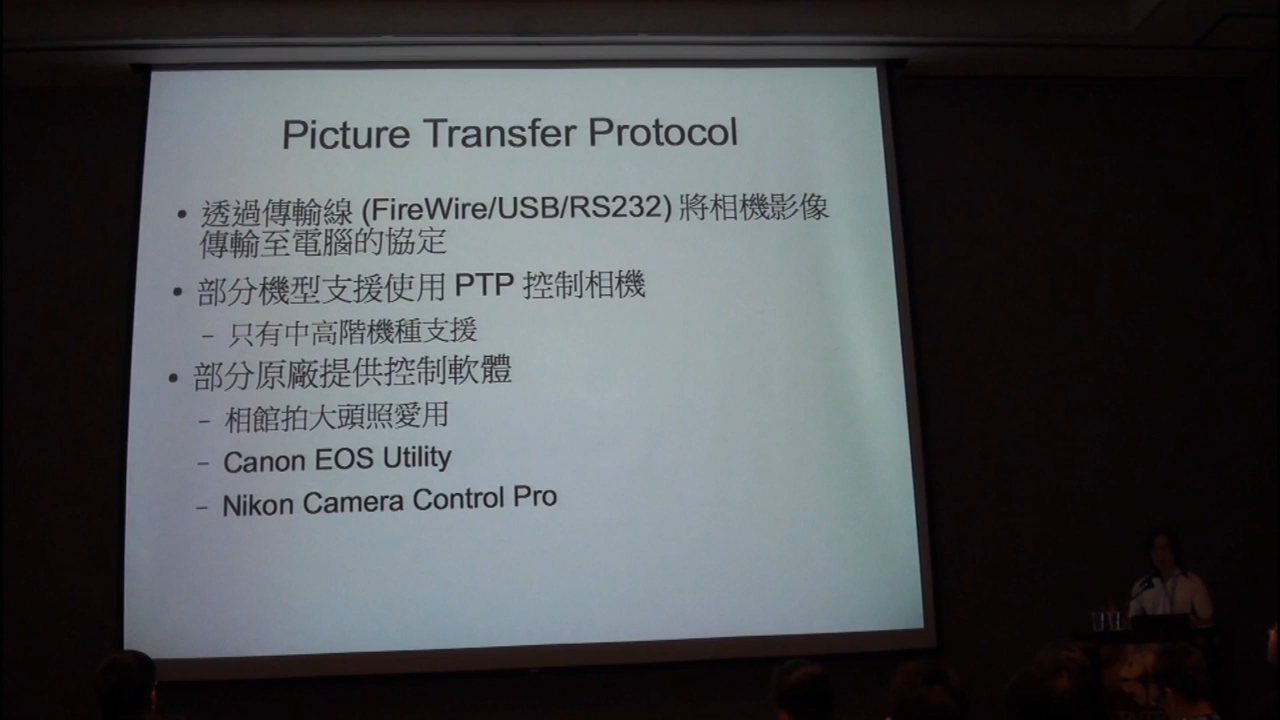 Picture Transfer Protocol
• 透過傳輸線 (FireWire/USB/RS232) 將相機影像
傳輸至電腦的協定
• 部分機型支援使用 PTP 控制相機
– 只有中高階機種支援
• 部分原廠提供控制軟體
– 相館拍大頭照愛用
– Canon EOS Utility
– Nikon Camera Control Pro